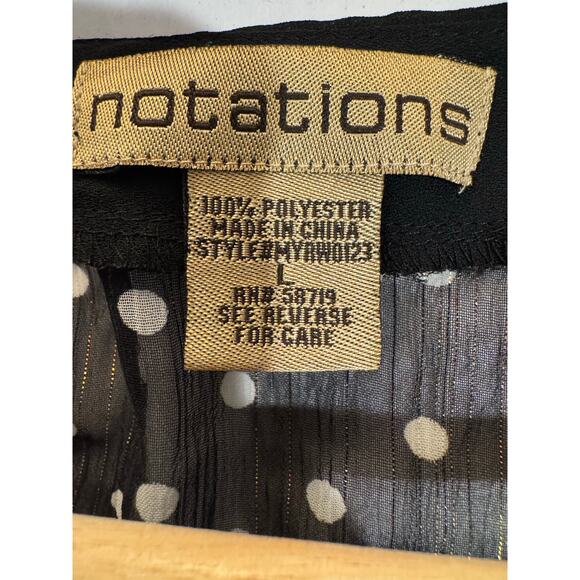 notations
100% POLYESTER
MADE IN CHINA
STYLE#MYRW0123
L
RN# 58719
SEE REVERSE
FOR CARE